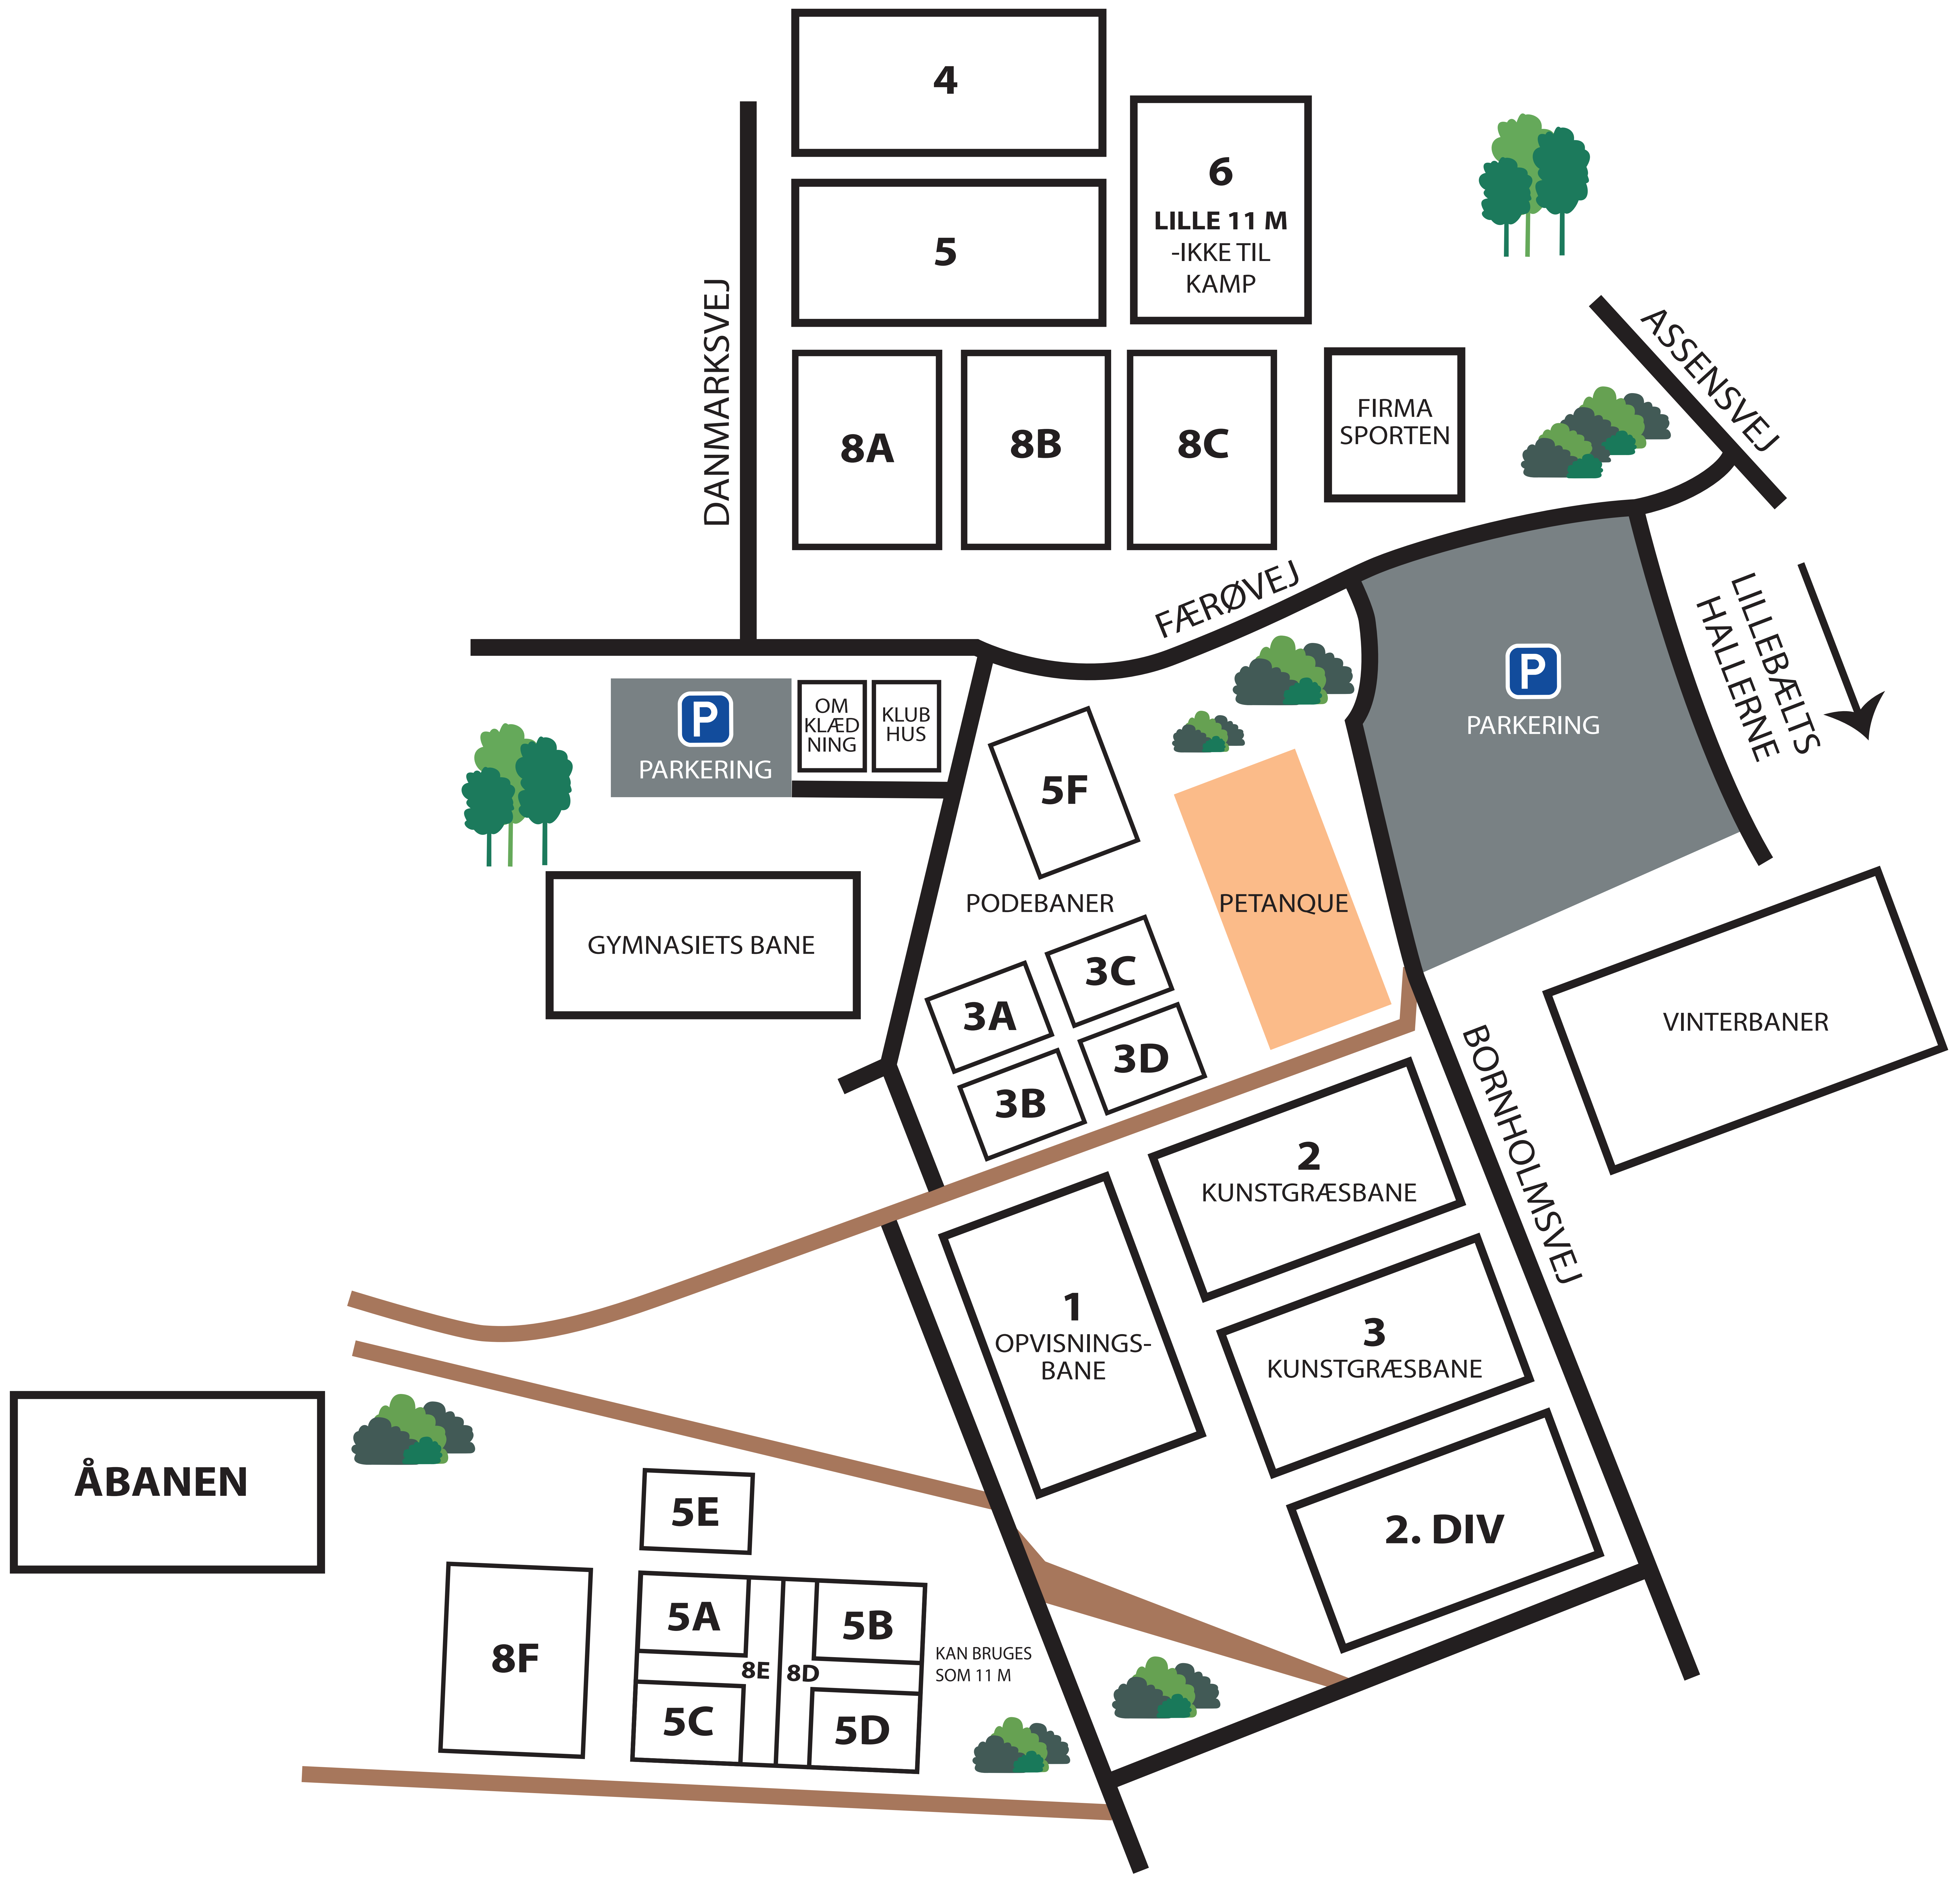 4
6
LILLE 11 M
-IKKE TIL
KAMP
5
DANMARKSVEJ
8A
8B
8C
FIRMA
SPORTEN
ASSENSVEJ
FÆRØVEJ
LILLEBÆLTS
HALLERNE
P
PARKERING
OM
KLÆD
NING
KLUB
HUS
P
PARKERING
5F
PODEBANER
PETANQUE
GYMNASIETS BANE
3A
3C
3B
3D
VINTERBANER
BORNHOLMSVEJ
2
KUNSTGRÆSBANE
1
OPVISNINGS-
BANE
3
KUNSTGRÆSBANE
2. DIV
ÅBANEN
5E
8F
5A
5B
8E
8D
5C
5D
KAN BRUGES
SOM 11 M